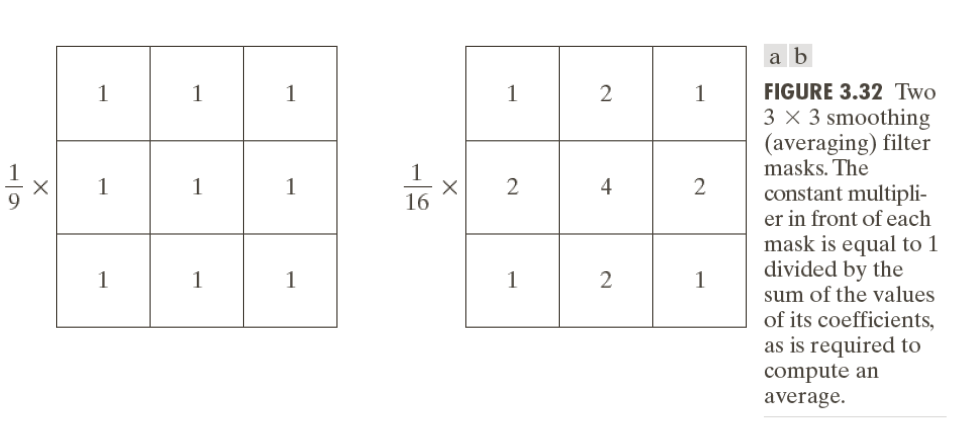 1 1 1
1/9 × 1 1 1
1 1 1
1 2 1
1/16 × 2 4 2
1 2 1
a b
FIGURE 3.32 Two
3 × 3 smoothing
(averaging) filter
masks. The
constant multipli-
er in front of each
mask is equal to 1
divided by the
sum of the values
of its coefficients,
as is required to
compute an
average.